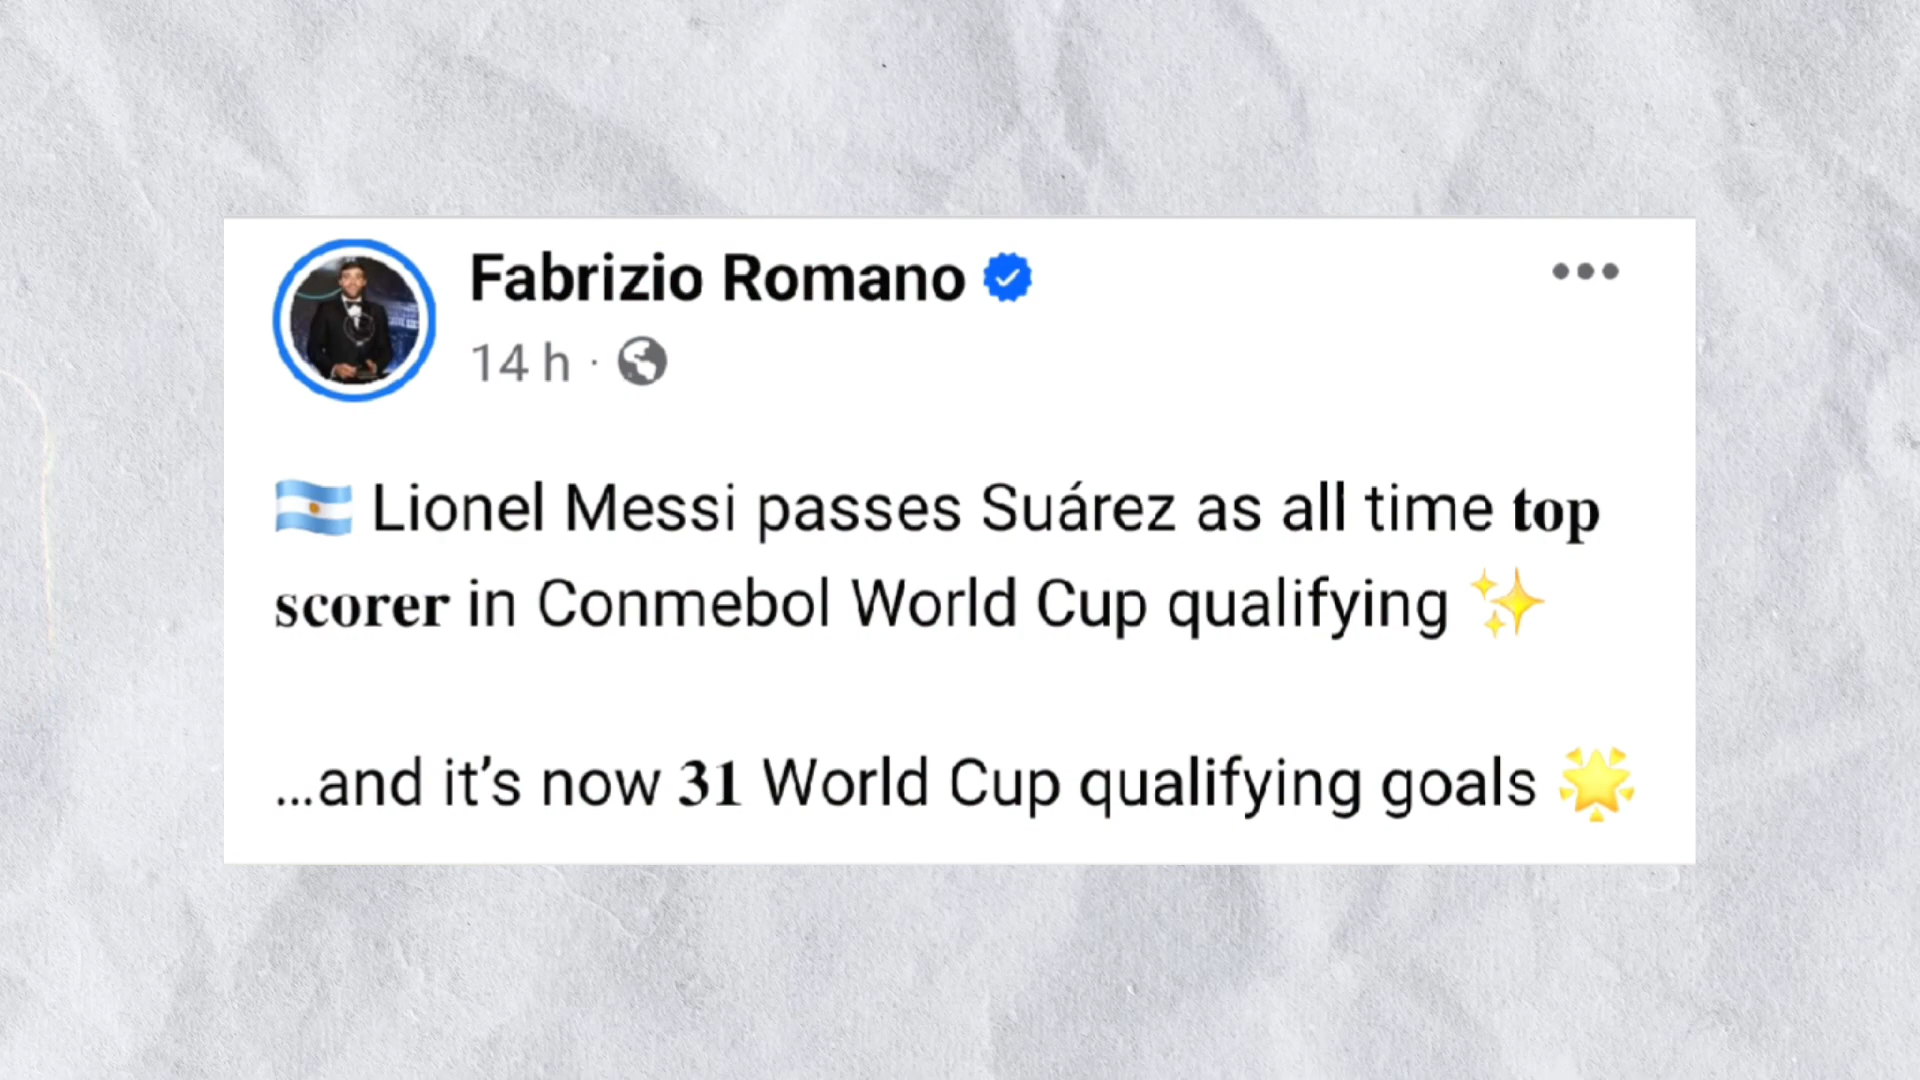 Fabrizio Romano
14 h ·
🇦🇷 Lionel Messi passes Suárez as all time top
scorer in Conmebol World Cup qualifying ✨
...and it’s now 31 World Cup qualifying goals 🌟